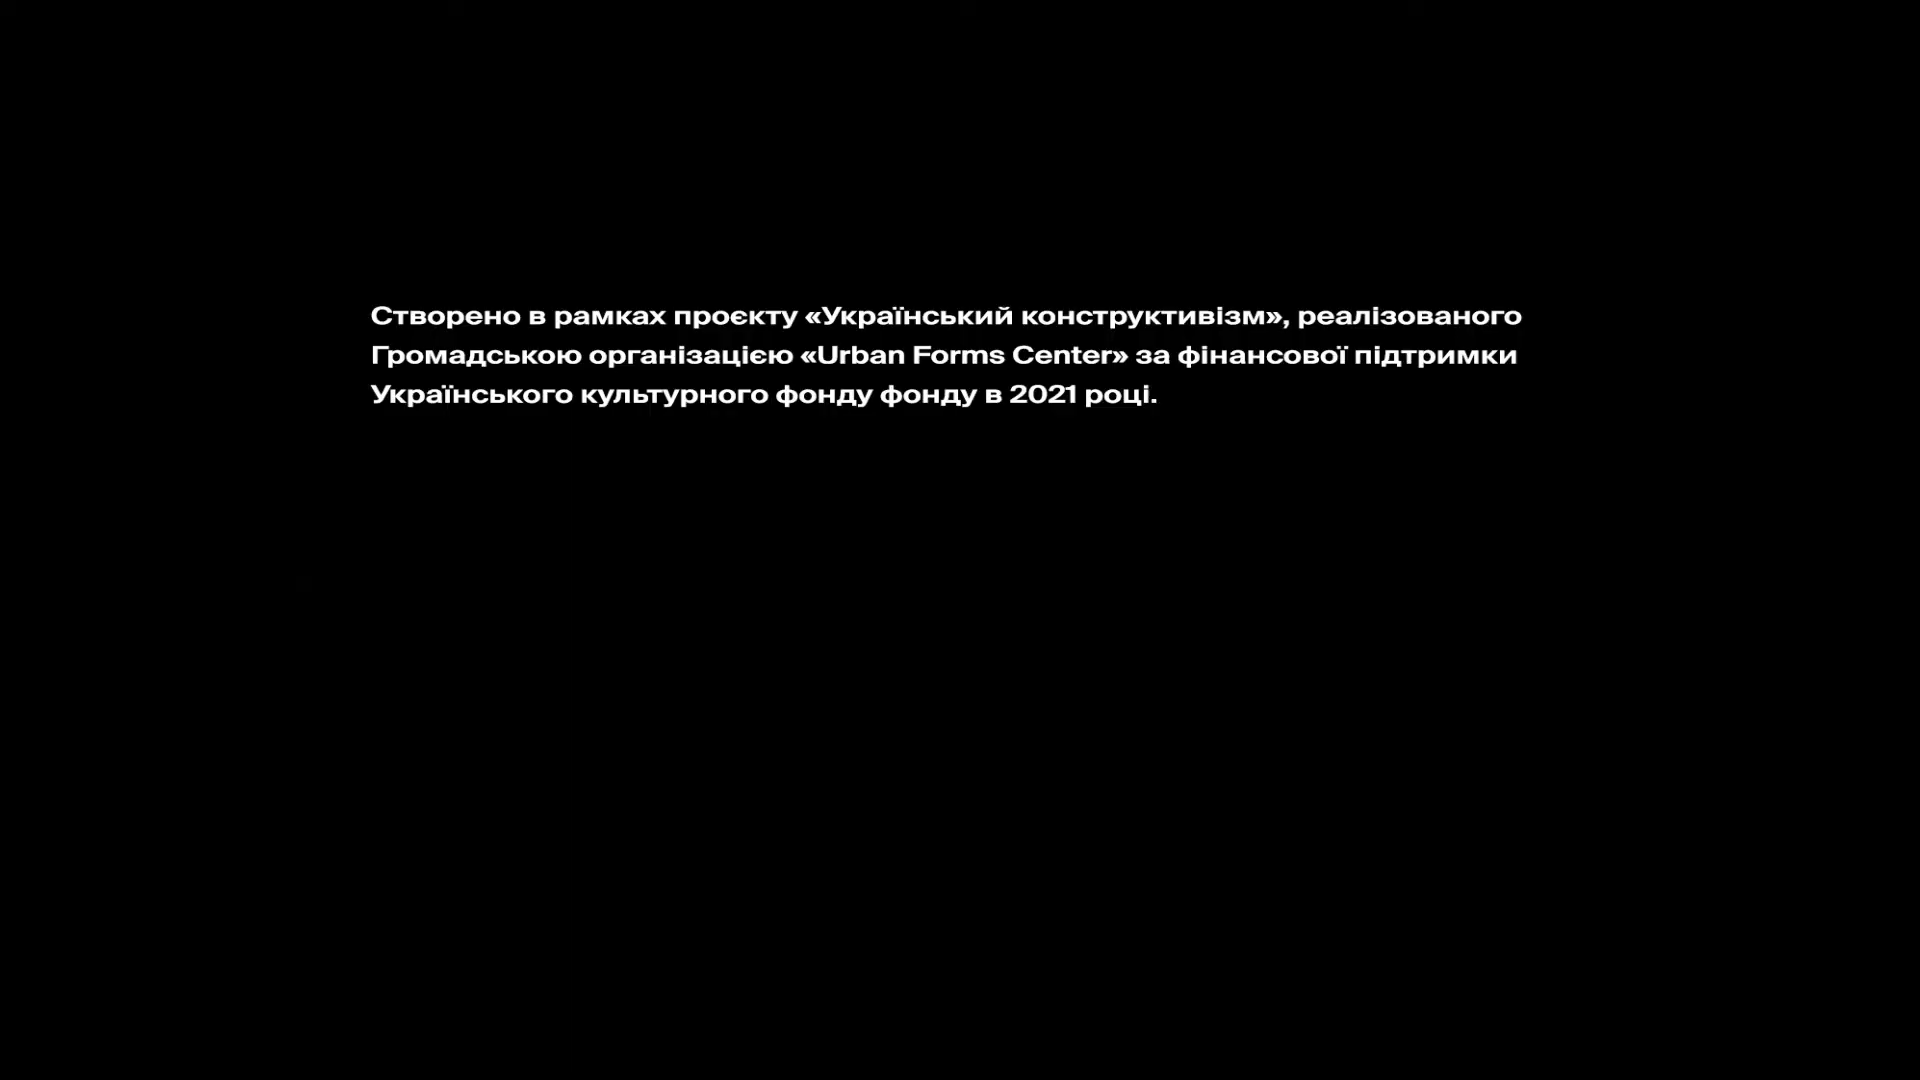 Створено в рамках проєкту «Український конструктивізм», реалізованого
Громадською організацією «Urban Forms Center» за фінансової підтримки
Українського культурного фонду фонду в 2021 році.